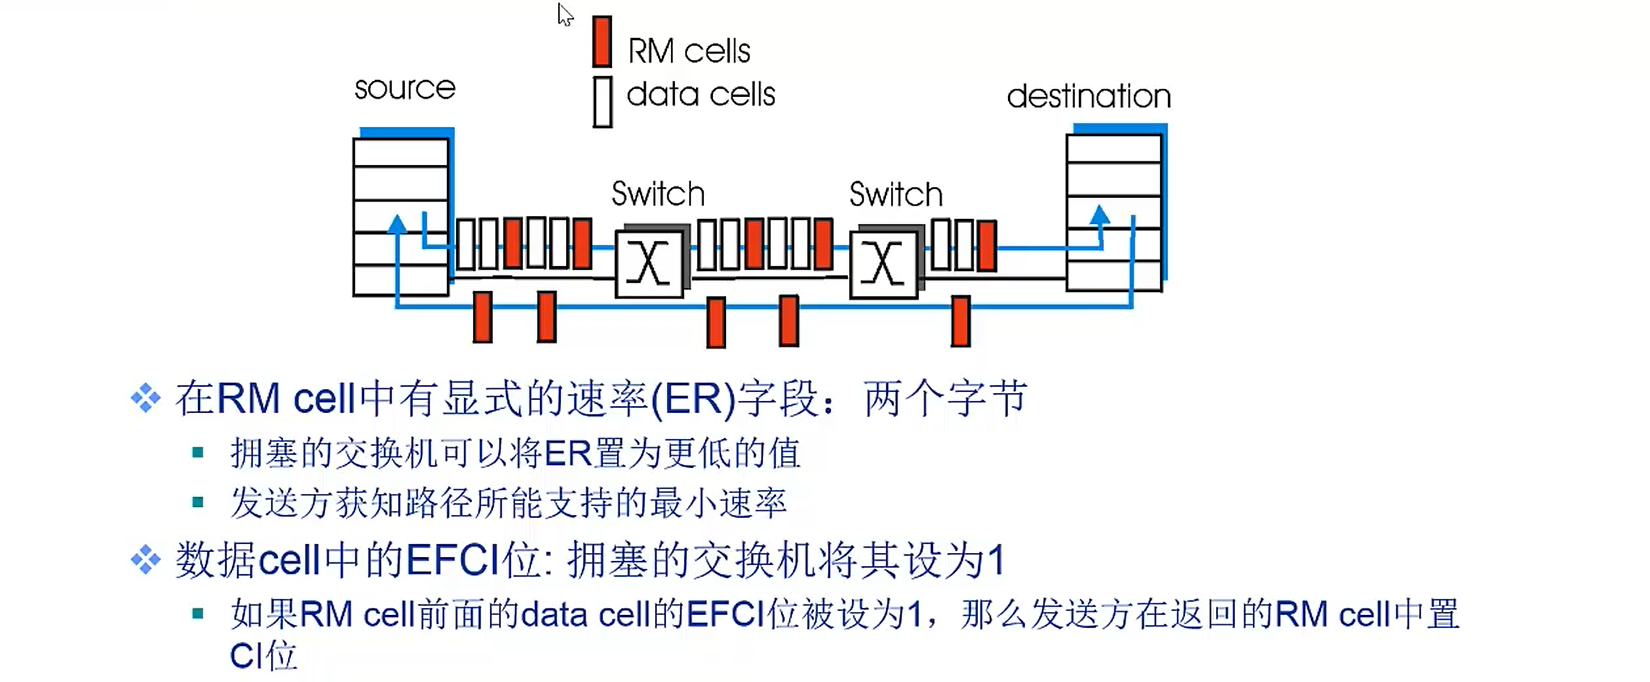 RM cells
source
data cells
destination
Switch
Switch
在RM cell中有显式的速率(ER)字段：两个字节
拥塞的交换机可以将ER置为更低的值
发送方获知路径所能支持的最小速率
数据cell中的EFCI位: 拥塞的交换机将其设为1
如果RM cell前面的data cell的EFCI位被设为1，那么发送方在返回的RM cell中置
CI位